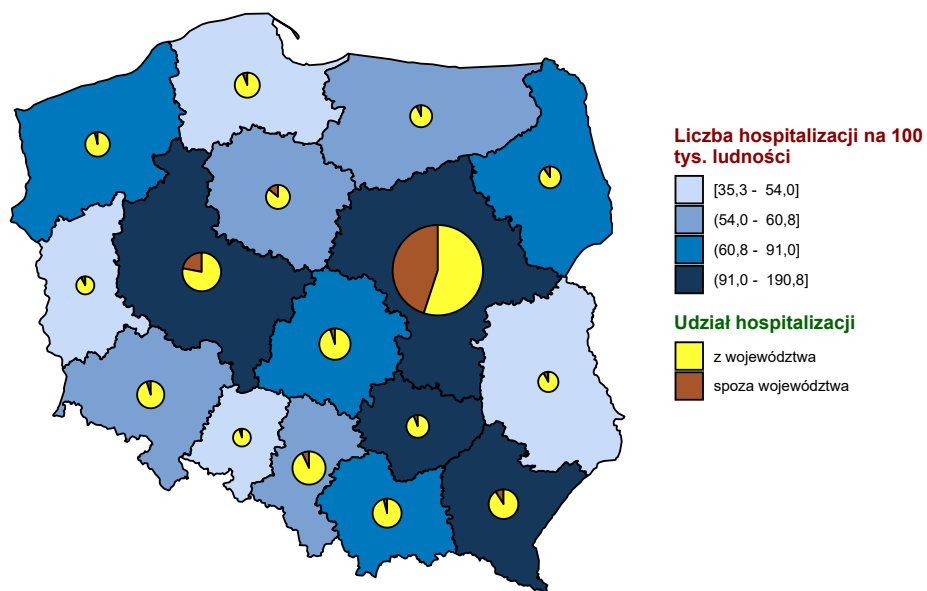 Liczba hospitalizacji na 100
tys. ludności
[35,3 - 54,0]
(54,0 - 60,8]
(60,8 - 91,0]
(91,0 - 190,8]
Udział hospitalizacji
z województwa
spoza województwa